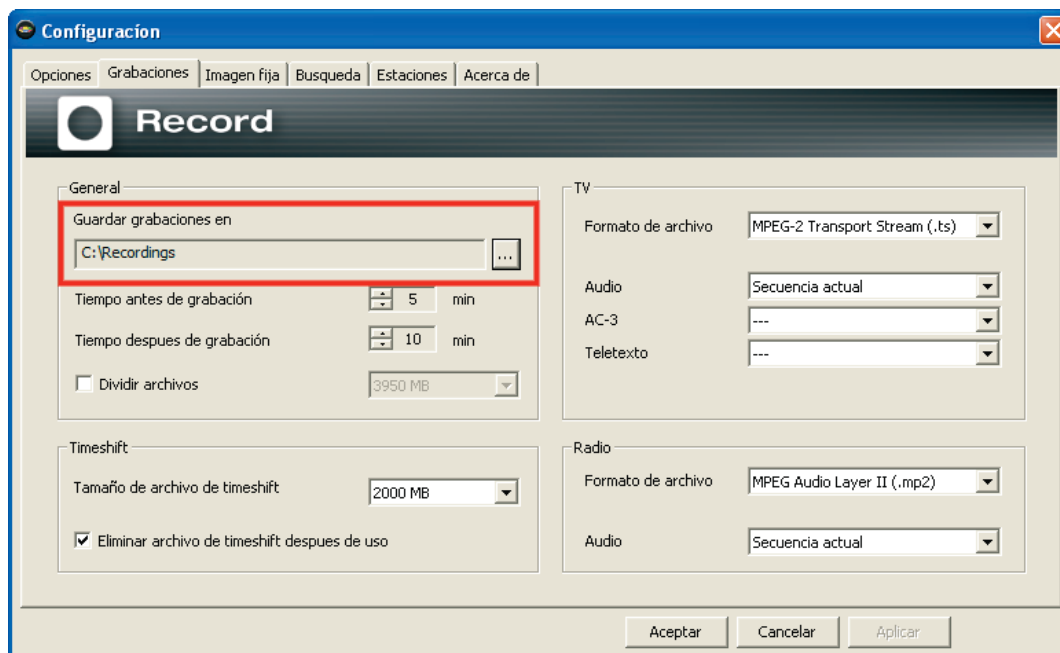 Configuracíon
Opciones Grabaciones Imagen fija Busqueda Estaciones Acerca de
Record
General
Guardar grabaciones en
C:\Recordings
...
Tiempo antes de grabación 5 min
Tiempo despues de grabación 10 min
Dividir archivos 3950 MB
Timeshift
Tamaño de archivo de timeshift 2000 MB
Eliminar archivo de timeshift despues de uso
TV
Formato de archivo MPEG-2 Transport Stream (.ts)
Audio Secuencia actual
AC-3 ---
Teletexto ---
Radio
Formato de archivo MPEG Audio Layer II (.mp2)
Audio Secuencia actual
Aceptar Cancelar Aplicar